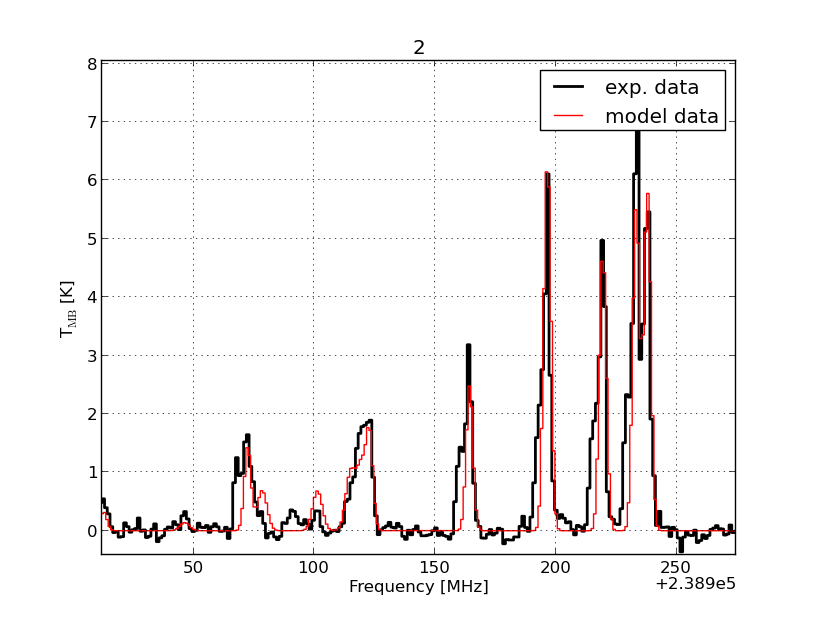 2
8
7
6
5
4
3
2
1
0
exp. data
model data
T_MB [K]
50 100 150 200 250
+2.389e5
Frequency [MHz]